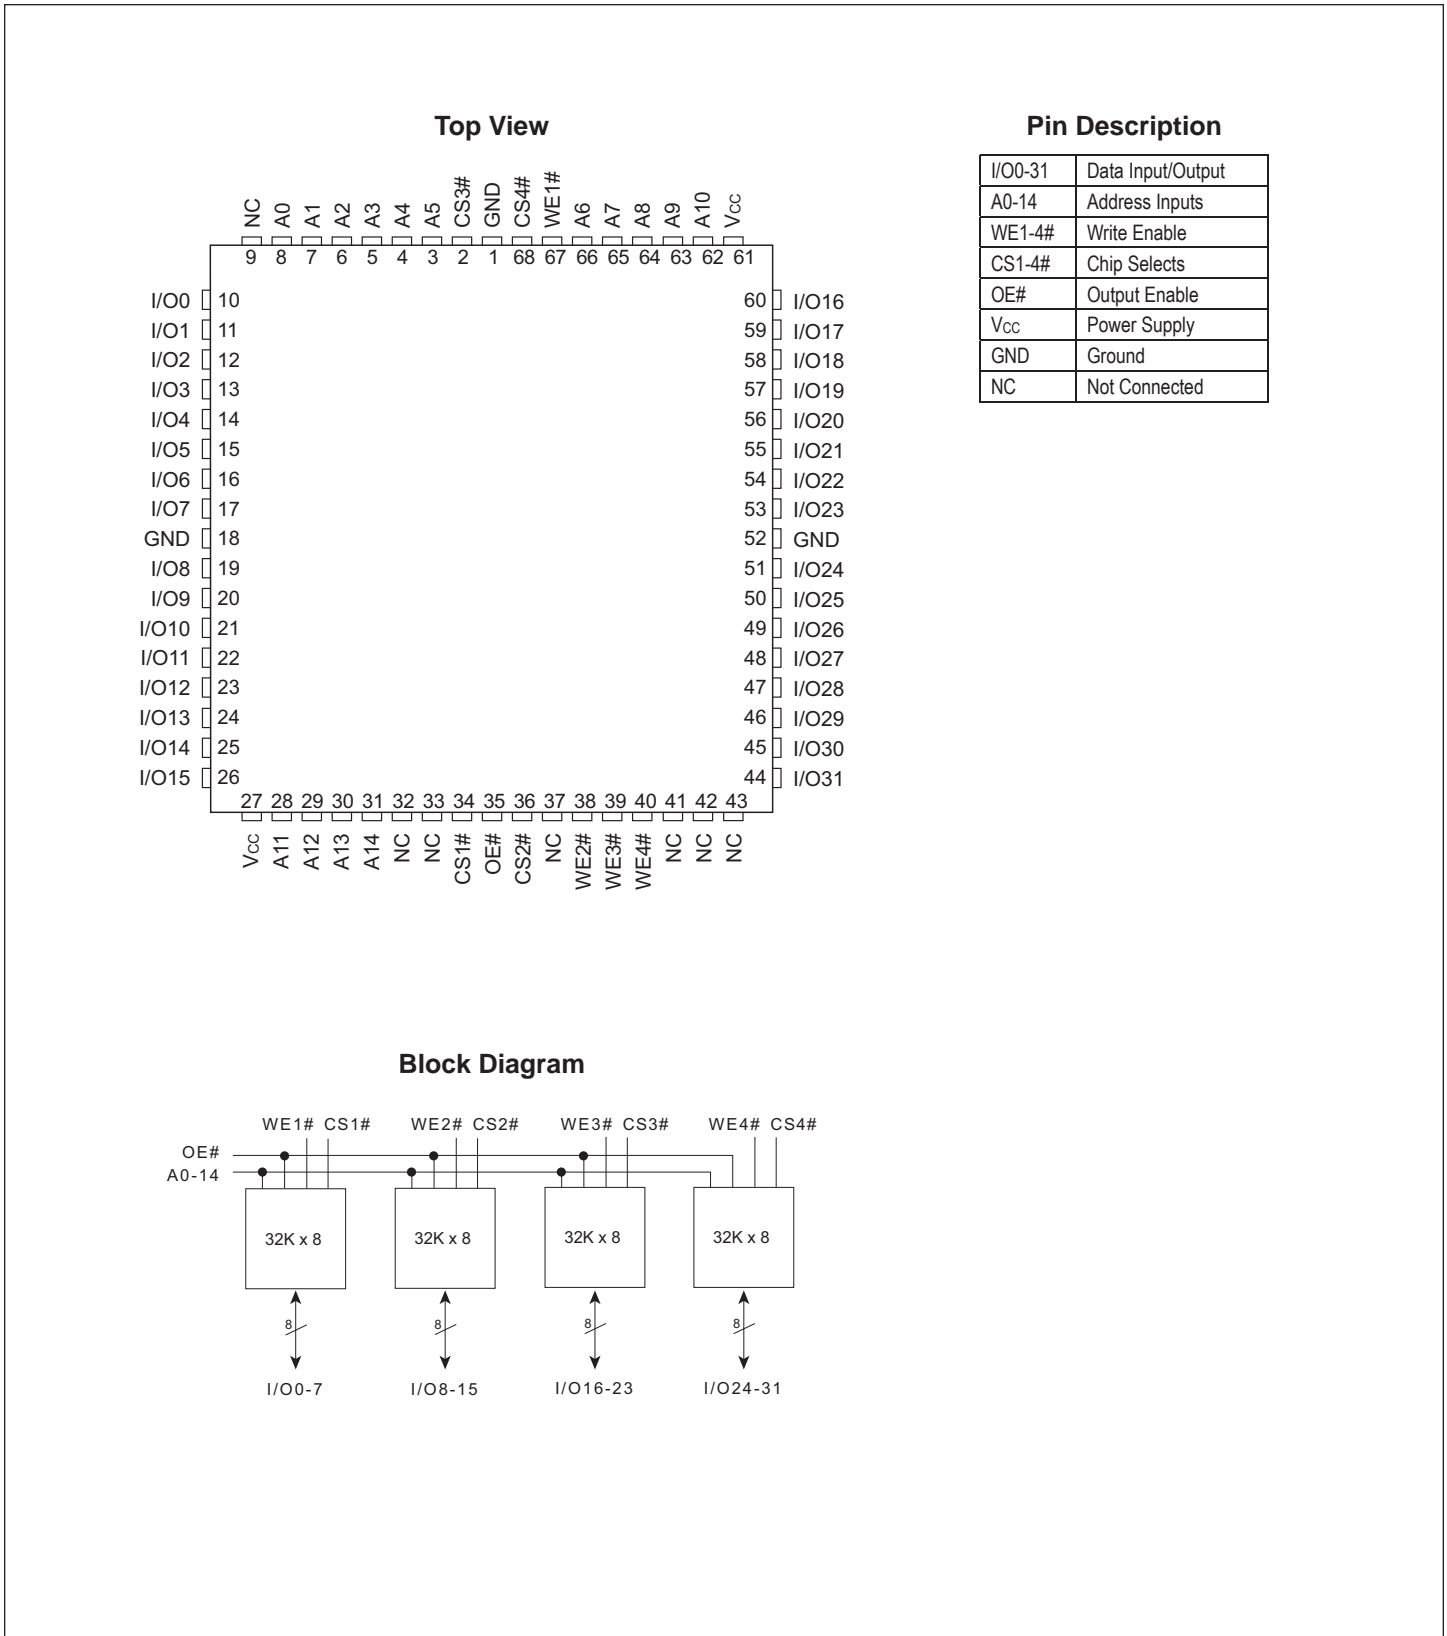 Top View
NC A0 A1 A2 A3 A4 A5 CS3# GND CS4# WE1# A6 A7 A8 A9 A10 Vcc
9 8 7 6 5 4 3 2 1 68 67 66 65 64 63 62 61
I/O0 10 60 I/O16
I/O1 11 59 I/O17
I/O2 12 58 I/O18
I/O3 13 57 I/O19
I/O4 14 56 I/O20
I/O5 15 55 I/O21
I/O6 16 54 I/O22
I/O7 17 53 I/O23
GND 18 52 GND
I/O8 19 51 I/O24
I/O9 20 50 I/O25
I/O10 21 49 I/O26
I/O11 22 48 I/O27
I/O12 23 47 I/O28
I/O13 24 46 I/O29
I/O14 25 45 I/O30
I/O15 26 44 I/O31
27 28 29 30 31 32 33 34 35 36 37 38 39 40 41 42 43
Vcc A11 A12 A13 A14 NC NC CS1# OE# CS2# NC WE2# WE3# WE4# NC NC NC
Pin Description
I/O0-31 Data Input/Output
A0-14 Address Inputs
WE1-4# Write Enable
CS1-4# Chip Selects
OE# Output Enable
Vcc Power Supply
GND Ground
NC Not Connected
Block Diagram
WE1# CS1# WE2# CS2# WE3# CS3# WE4# CS4#
OE#
A0-14
32K x 8 32K x 8 32K x 8 32K x 8
8 8 8 8
I/O0-7 I/O8-15 I/O16-23 I/O24-31